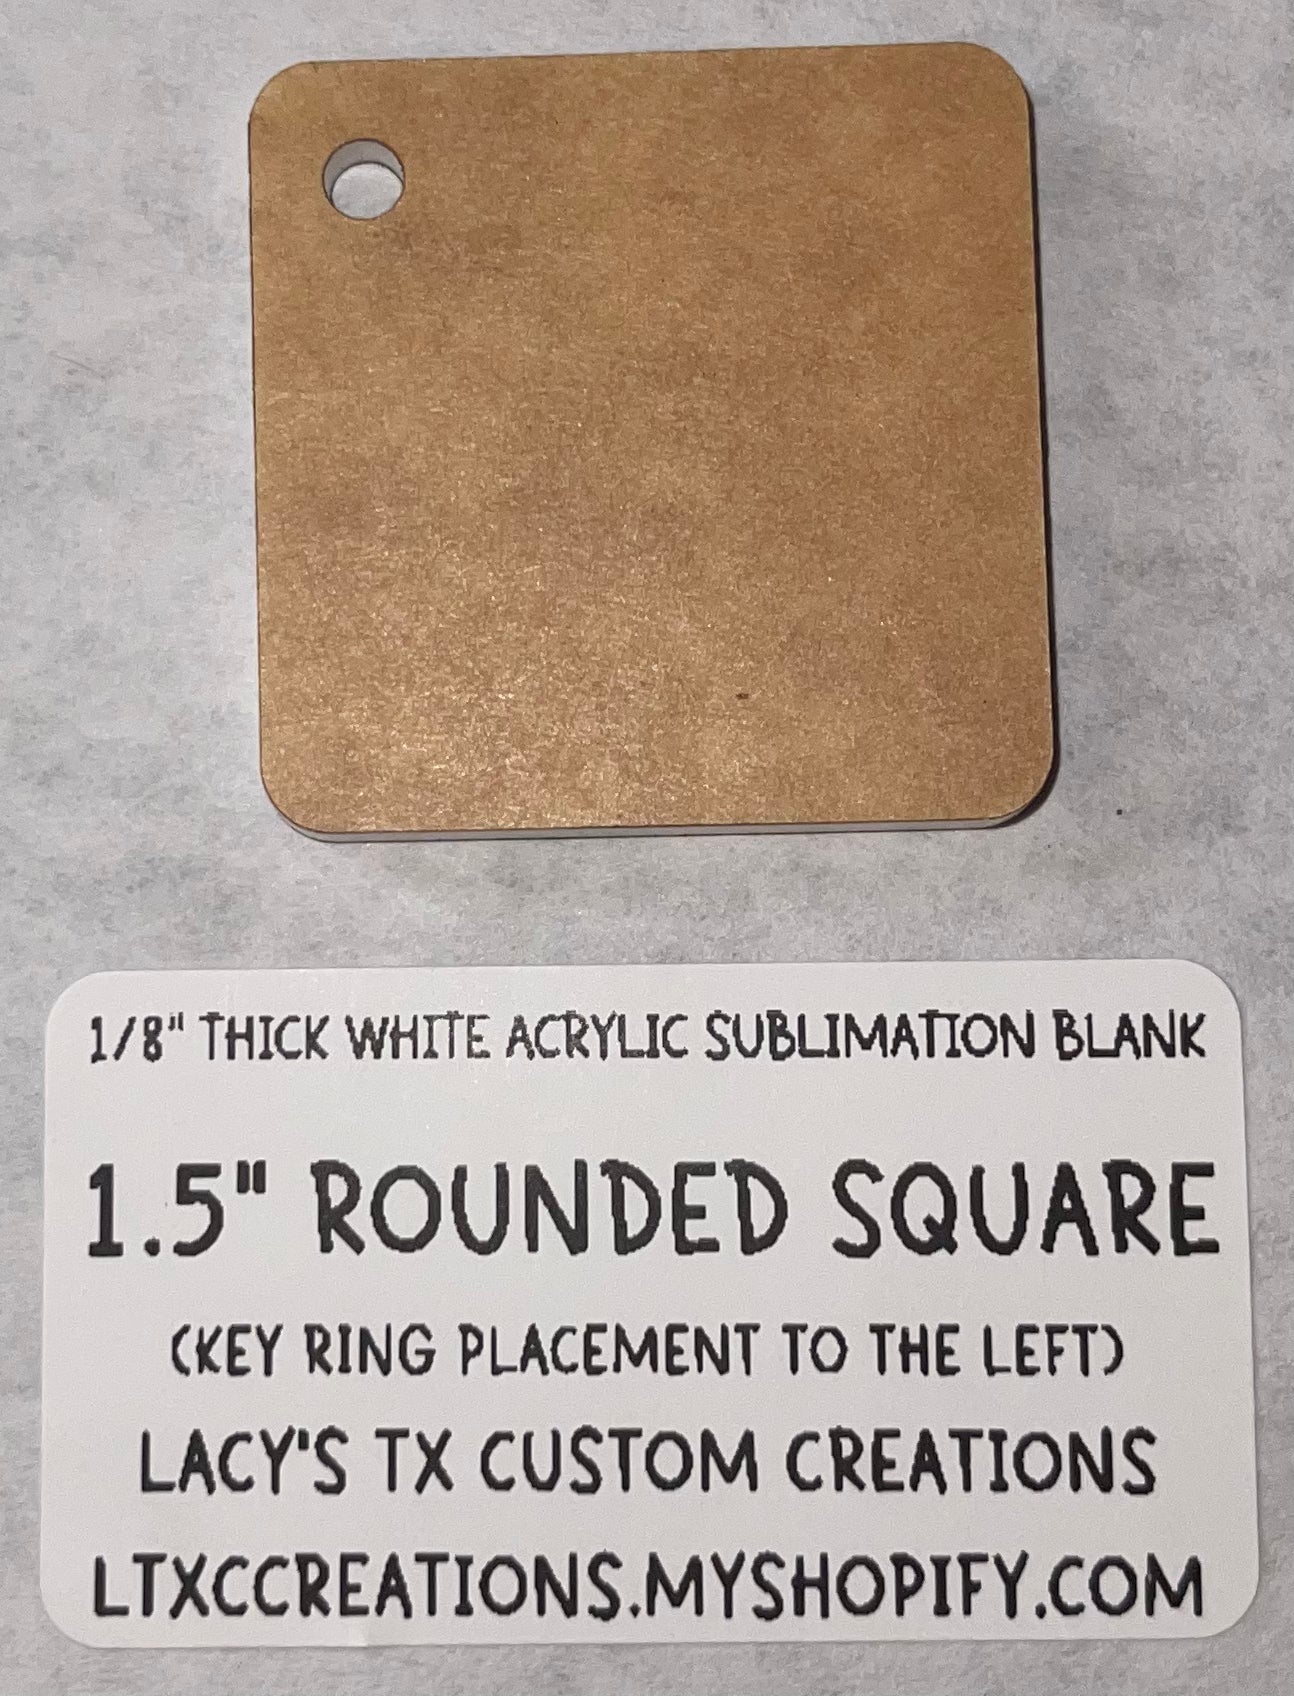 1/8" THICK WHITE ACRYLIC SUBLIMATION BLANK
1.5" ROUNDED SQUARE
(KEY RING PLACEMENT TO THE LEFT)
LACY'S TX CUSTOM CREATIONS
LTXCCREATIONS.MYSHOPIFY.COM